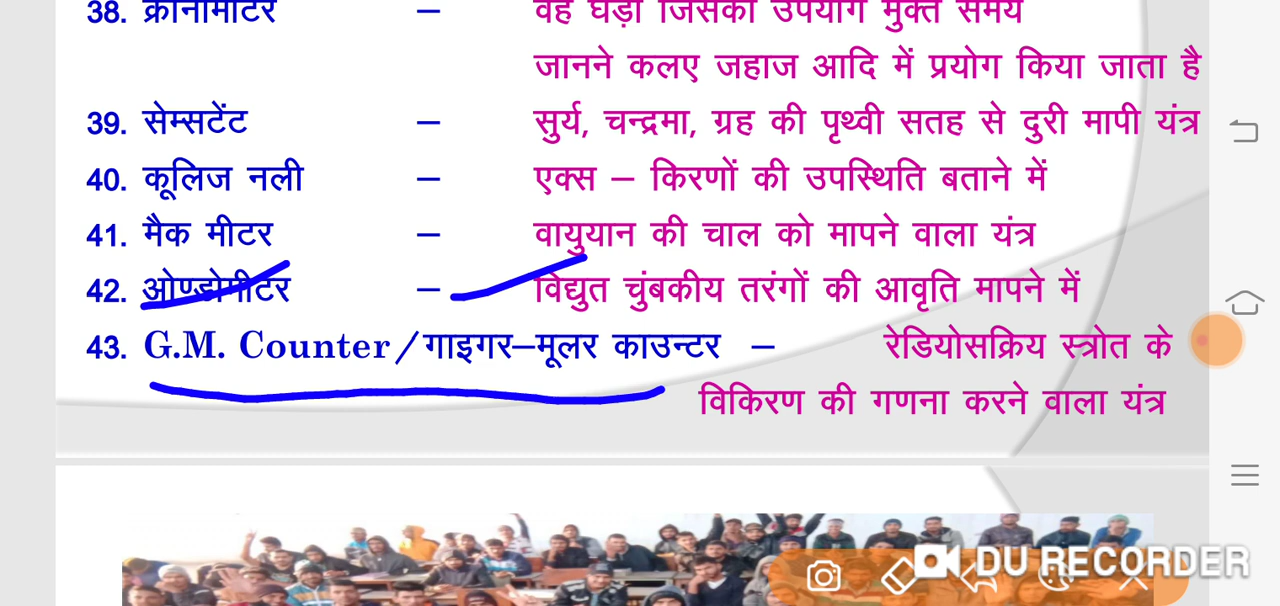 38. क्रोनोमीटर – वह घड़ी जिसका उपयोग मुक्त समय
जानने कलए जहाज आदि में प्रयोग किया जाता है
39. सेम्सटेंट – सुर्य, चन्द्रमा, ग्रह की पृथ्वी सतह से दुरी मापी यंत्र
40. कूलिज नली – एक्स – किरणों की उपस्थिति बताने में
41. मैक मीटर – वायुयान की चाल को मापने वाला यंत्र
42. ओण्डोमीटर – विद्युत चुंबकीय तरंगों की आवृति मापने में
43. G.M. Counter/गाइगर–मूलर काउन्टर – रेडियोसक्रिय स्त्रोत के
विकिरण की गणना करने वाला यंत्र
DU RECORDER